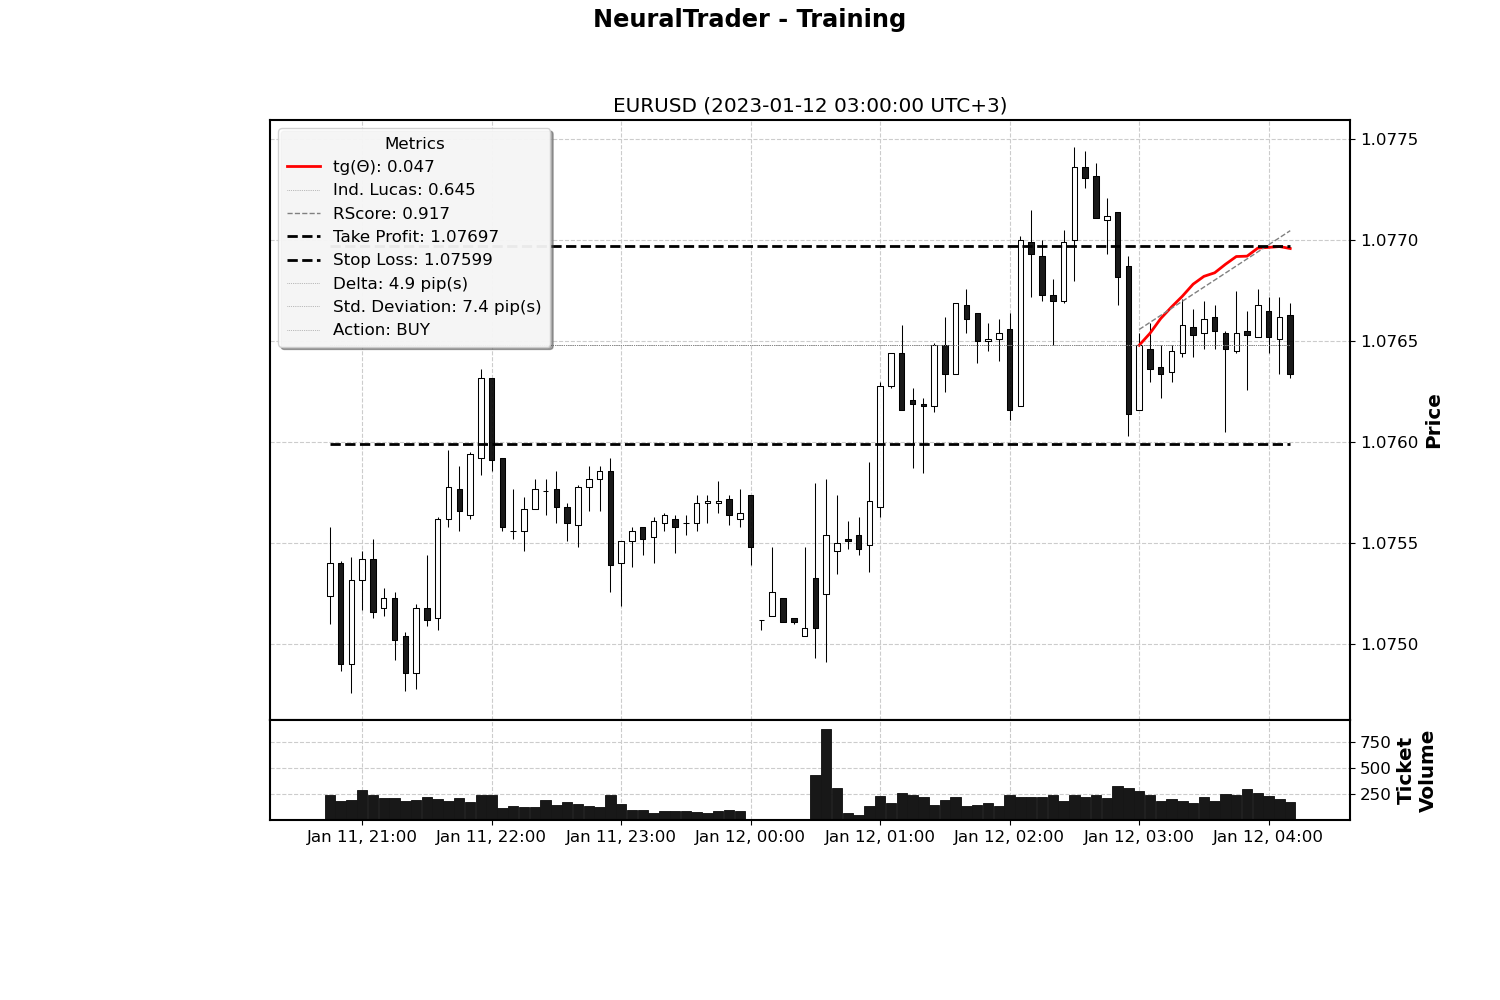 NeuralTrader - Training
EURUSD (2023-01-12 03:00:00 UTC+3)
Metrics
tg(Θ): 0.047
Ind. Lucas: 0.645
RScore: 0.917
Take Profit: 1.07697
Stop Loss: 1.07599
Delta: 4.9 pip(s)
Std. Deviation: 7.4 pip(s)
Action: BUY
1.0775
1.0770
1.0765
1.0760
1.0755
1.0750
Price
750
500
250
Ticket
Volume
Jan 11, 21:00
Jan 11, 22:00
Jan 11, 23:00
Jan 12, 00:00
Jan 12, 01:00
Jan 12, 02:00
Jan 12, 03:00
Jan 12, 04:00